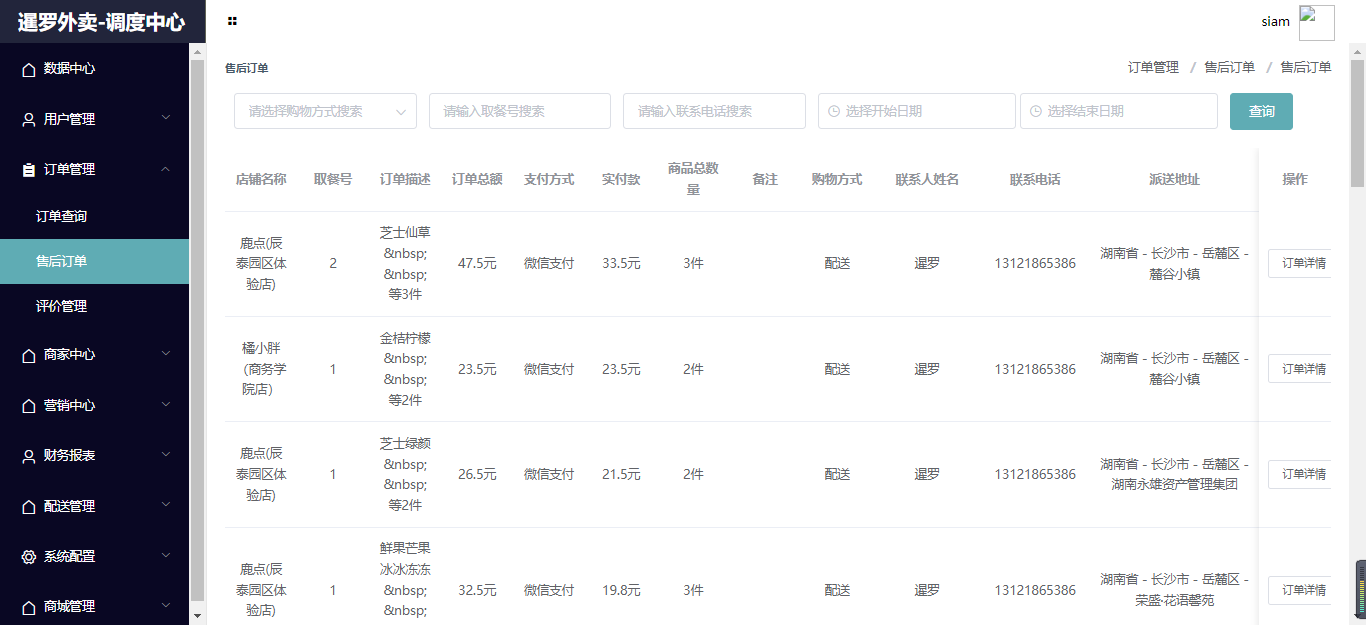 暹罗外卖-调度中心
siam
数据中心
用户管理
订单管理
订单查询
售后订单
评价管理
商家中心
营销中心
财务报表
配送管理
系统配置
商城管理
售后订单
订单管理 / 售后订单 / 售后订单
请选择购物方式搜索
请输入取餐号搜索
请输入联系电话搜索
选择开始日期
选择结束日期
查询
店铺名称 取餐号 订单描述 订单总额 支付方式 实付款 商品总数
量 备注 购物方式 联系人姓名 联系电话 派送地址 操作
鹿点(辰
泰园区体
验店)
2
芝士仙草
&nbsp;
&nbsp;
等3件
47.5元
微信支付
33.5元
3件
配送
暹罗
13121865386
湖南省 - 长沙市 - 岳麓区 -
麓谷小镇
订单详情
橘小胖
（商务学
院店）
1
金桔柠檬
&nbsp;
&nbsp;
等2件
23.5元
微信支付
23.5元
2件
配送
暹罗
13121865386
湖南省 - 长沙市 - 岳麓区 -
麓谷小镇
订单详情
鹿点(辰
泰园区体
验店)
1
芝士绿颜
&nbsp;
&nbsp;
等2件
26.5元
微信支付
21.5元
2件
配送
暹罗
13121865386
湖南省 - 长沙市 - 岳麓区 -
湖南永雄资产管理集团
订单详情
鹿点(辰
泰园区体
验店)
1
鲜果芒果
冰冰冻冻
&nbsp;
&nbsp;
32.5元
微信支付
19.8元
3件
配送
暹罗
13121865386
湖南省 - 长沙市 - 岳麓区 -
荣盛·花语馨苑
订单详情